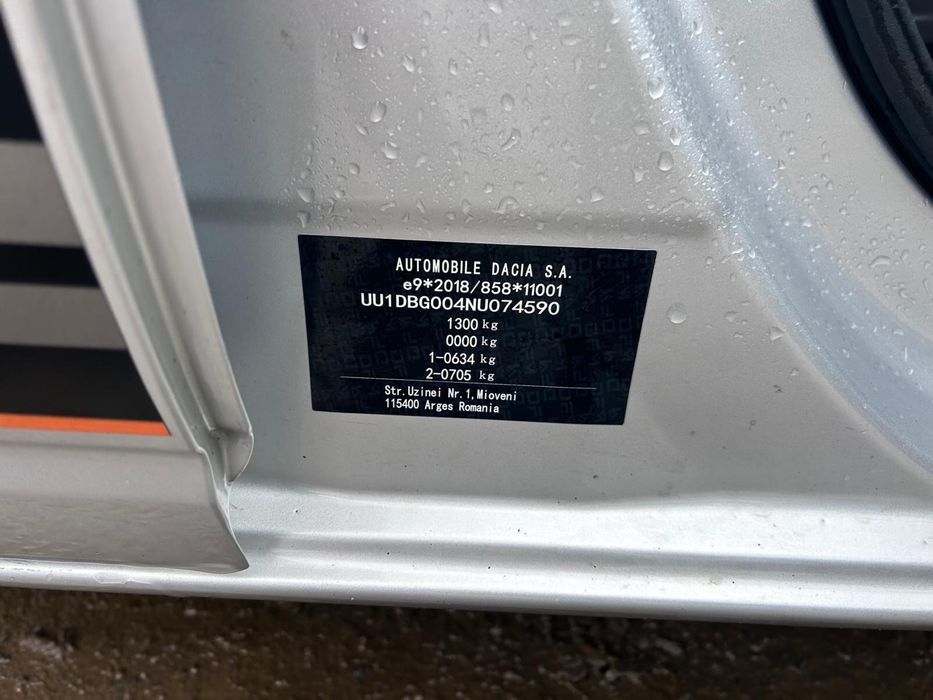 AUTOMOBILE DACIA S.A.
e9*2018/858*11001
UU1DBG004NU074590
1300 kg
0000 kg
1-0634 kg
2-0705 kg
Str.Uzinei Nr.1,Mioveni
115400 Arges Romania